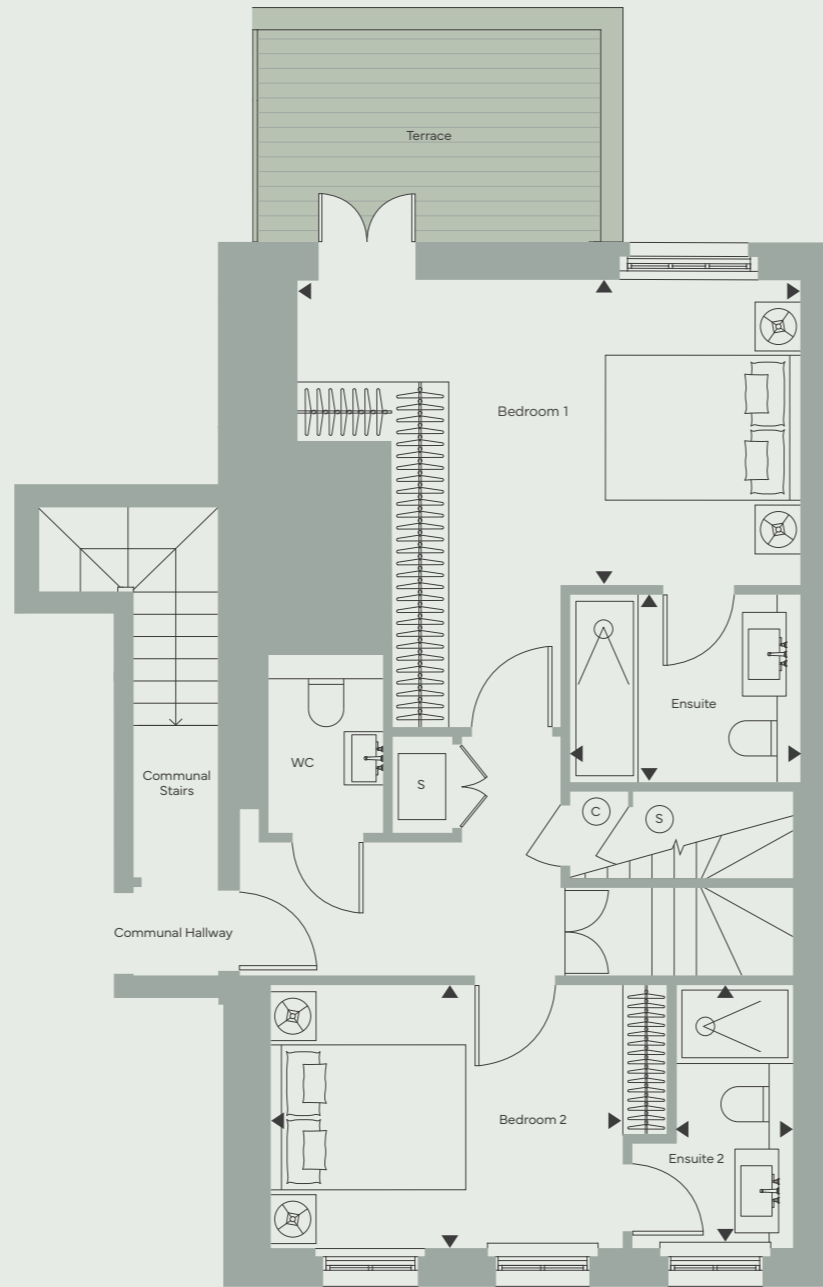 Terrace
Bedroom 1
Ensuite
WC
S
Communal
Stairs
C
S
Communal Hallway
Bedroom 2
Ensuite 2